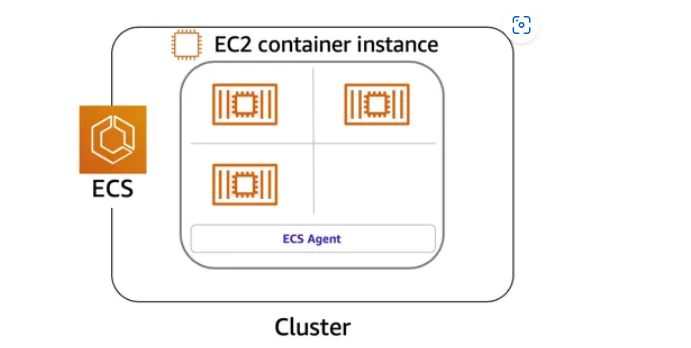 EC2 container instance
ECS
ECS Agent
Cluster